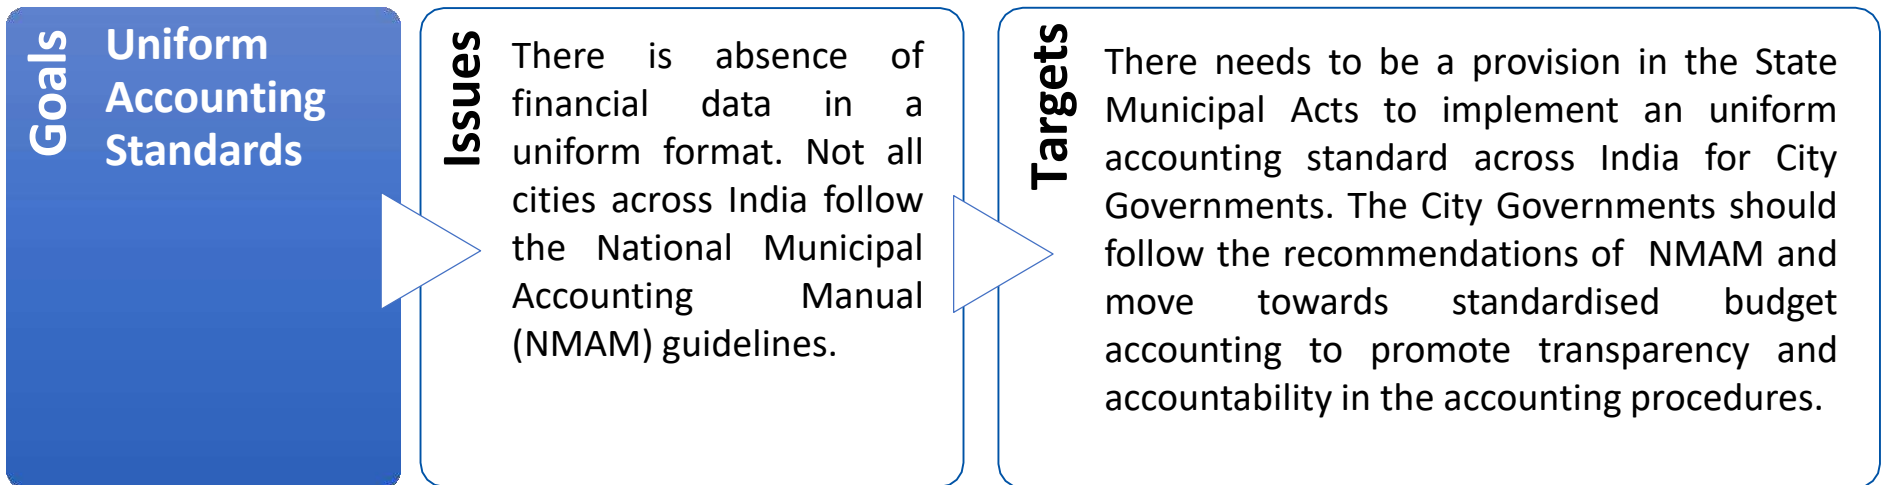 Goals
Uniform
Accounting
Standards
Issues
There is absence of
financial data in a
uniform format. Not all
cities across India follow
the National Municipal
Accounting Manual
(NMAM) guidelines.
Targets
There needs to be a provision in the State
Municipal Acts to implement an uniform
accounting standard across India for City
Governments. The City Governments should
follow the recommendations of NMAM and
move towards standardised budget
accounting to promote transparency and
accountability in the accounting procedures.